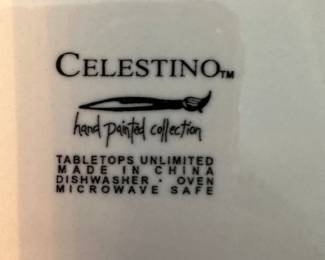 CELESTINO™
hand painted collection
TABLETOPS UNLIMITED
MADE IN CHINA
DISHWASHER · OVEN
MICROWAVE SAFE